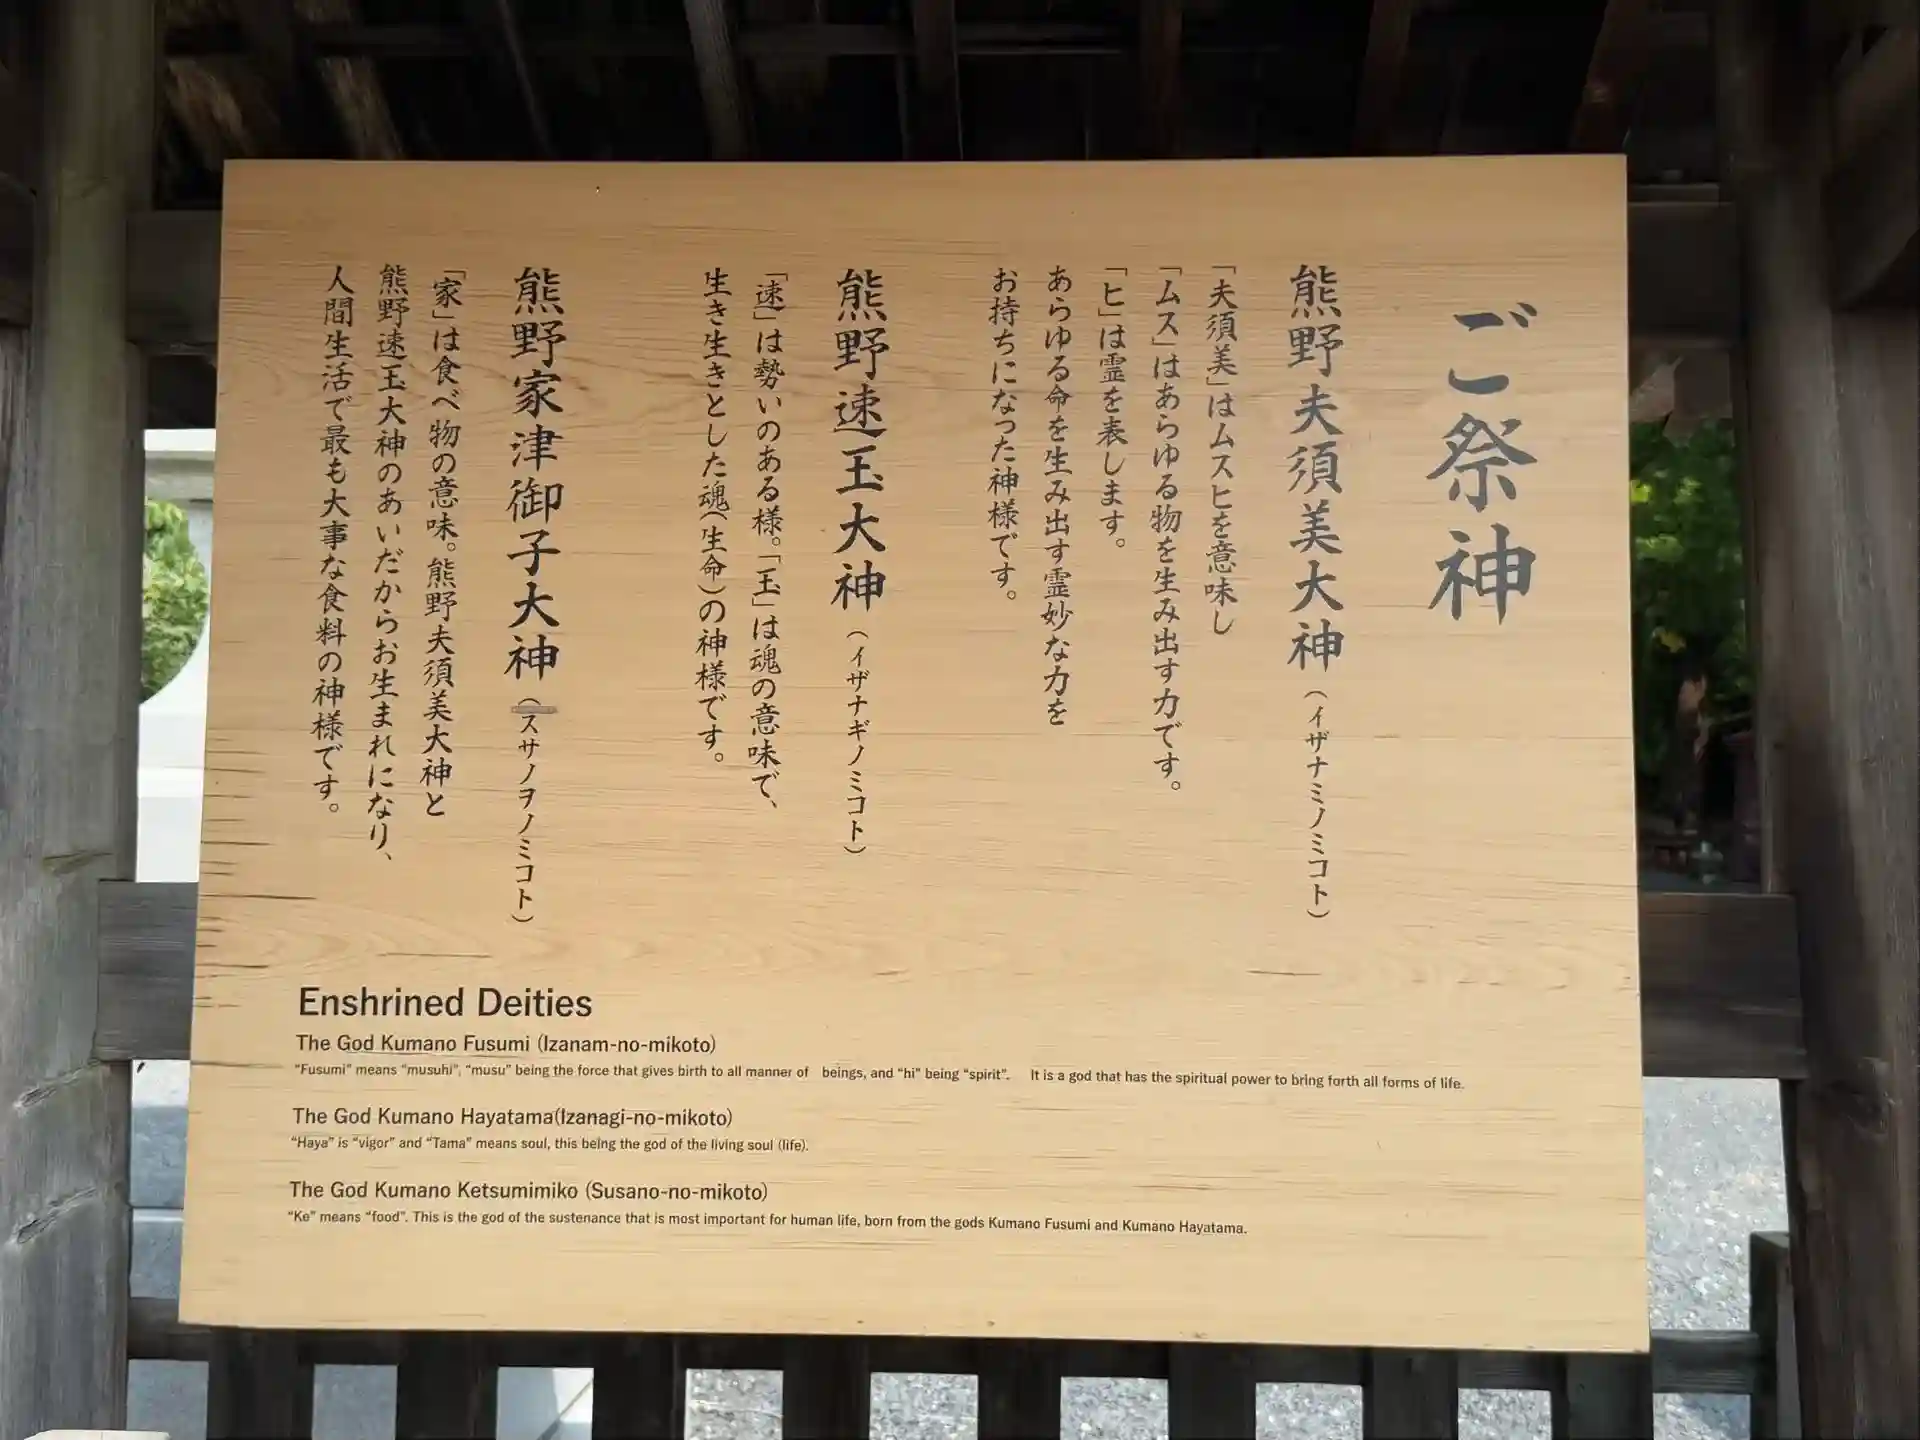 ご祭神
熊野夫須美大神（イザナミノミコト）
「夫須美」はムスヒを意味し
「ムス」はあらゆる物を生み出す力です。
「ヒ」は霊を表します。
あらゆる命を生み出す霊妙な力を
お持ちになった神様です。
熊野速玉大神（イザナギノミコト）
「速」は勢いのある様。「玉」は魂の意味で、
生き生きとした魂（生命）の神様です。
熊野家津御子大神（スサノヲノミコト）
「家」は食べ物の意味。熊野夫須美大神と
熊野速玉大神のあいだからお生まれになり、
人間生活で最も大事な食料の神様です。
Enshrined Deities
The God Kumano Fusumi (Izanam-no-mikoto)
“Fusumi” means “musuhi”, “musu” being the force that gives birth to all manner of beings, and “hi” being “spirit”. It is a god that has the spiritual power to bring forth all forms of life.
The God Kumano Hayatama(Izanagi-no-mikoto)
“Haya” is “vigor” and “Tama” means soul, this being the god of the living soul (life).
The God Kumano Ketsumimiko (Susano-no-mikoto)
“Ke” means “food”. This is the god of the sustenance that is most important for human life, born from the gods Kumano Fusumi and Kumano Hayatama.